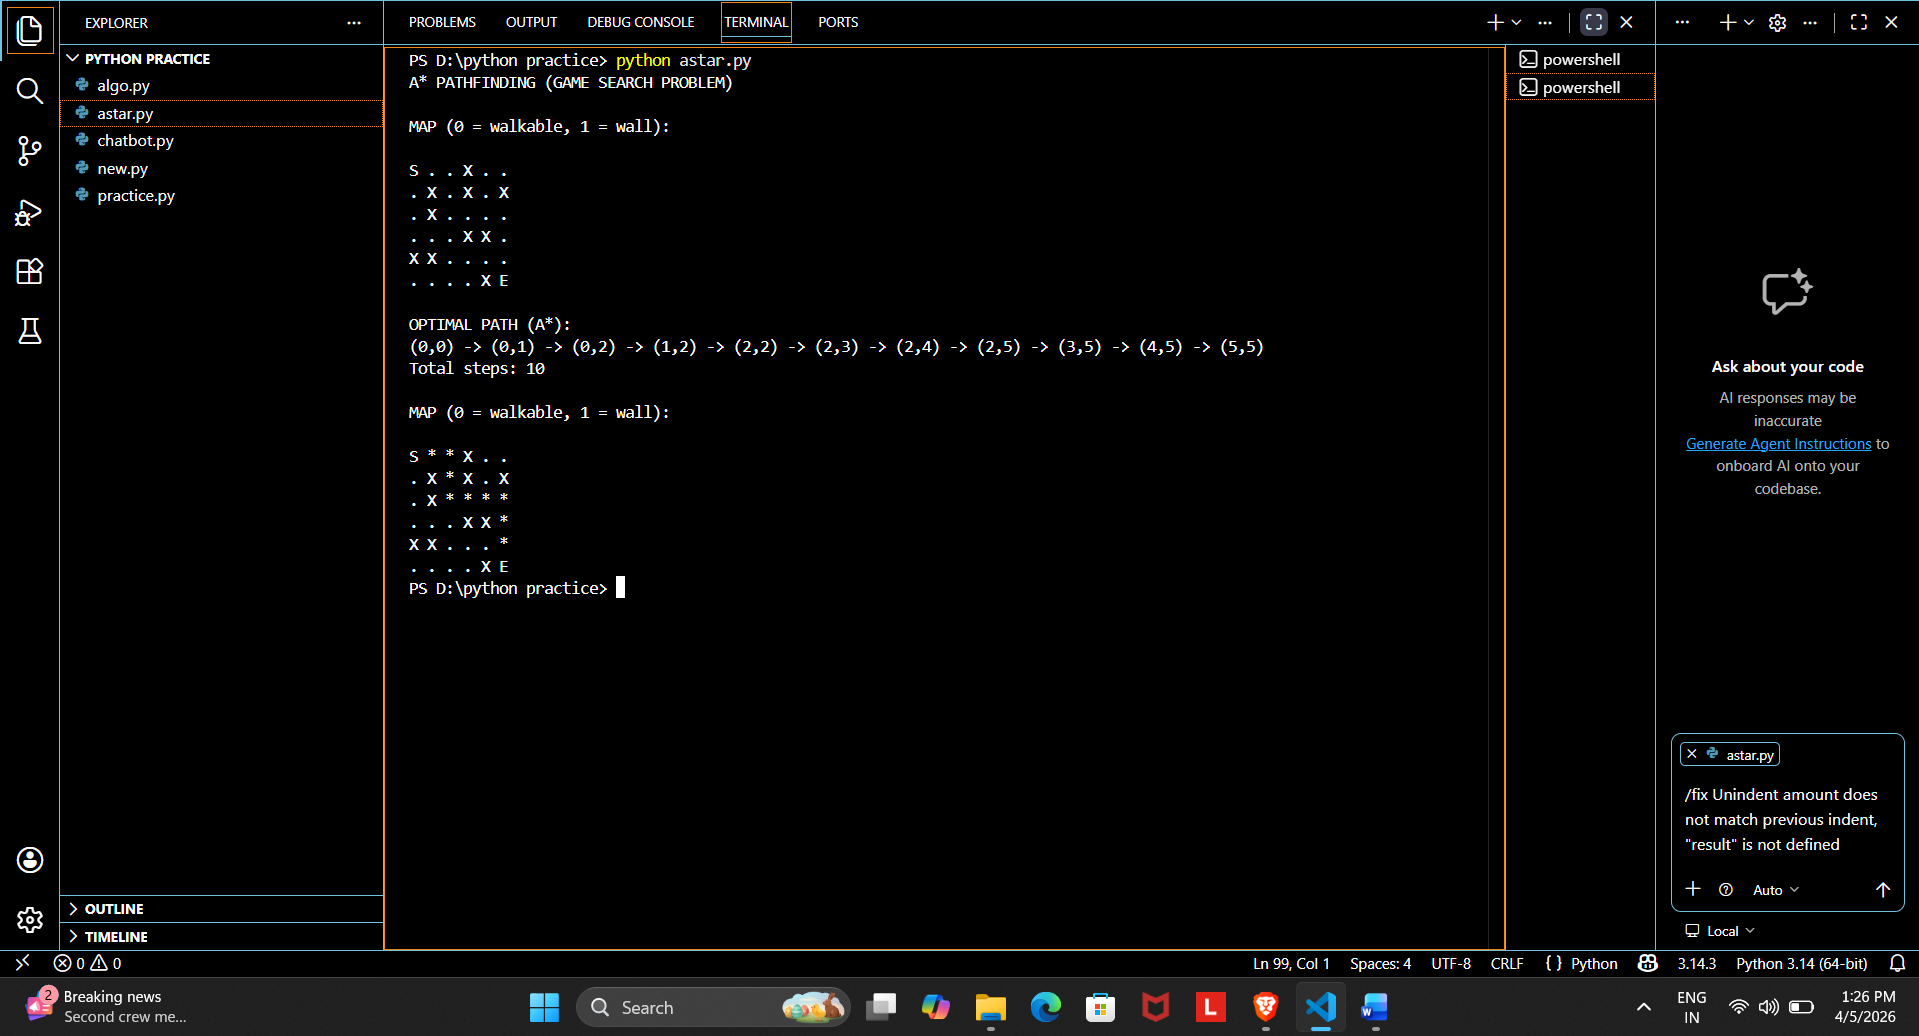 EXPLORER
PYTHON PRACTICE
algo.py
astar.py
chatbot.py
new.py
practice.py
OUTLINE
TIMELINE
PROBLEMS OUTPUT DEBUG CONSOLE TERMINAL PORTS
PS D:\python practice> python astar.py
A* PATHFINDING (GAME SEARCH PROBLEM)
MAP (0 = walkable, 1 = wall):
S . . X . .
. X . X . X
. X . . . .
. . . X X .
X X . . . .
. . . . X E
OPTIMAL PATH (A*):
(0,0) -> (0,1) -> (0,2) -> (1,2) -> (2,2) -> (2,3) -> (2,4) -> (2,5) -> (3,5) -> (4,5) -> (5,5)
Total steps: 10
MAP (0 = walkable, 1 = wall):
S * * X . .
. X * X . X
. X * * * *
. . . X X *
X X . . . *
. . . . X E
PS D:\python practice>
powershell
powershell
Ask about your code
AI responses may be
inaccurate
Generate Agent Instructions to
onboard AI onto your
codebase.
astar.py
/fix Unindent amount does
not match previous indent,
"result" is not defined
Auto
Local
0 0
Ln 99, Col 1 Spaces: 4 UTF-8 CRLF { } Python 3.14.3 Python 3.14 (64-bit)
2
Breaking news
Second crew me...
Search
L
W
ENG
IN
1:26 PM
4/5/2026